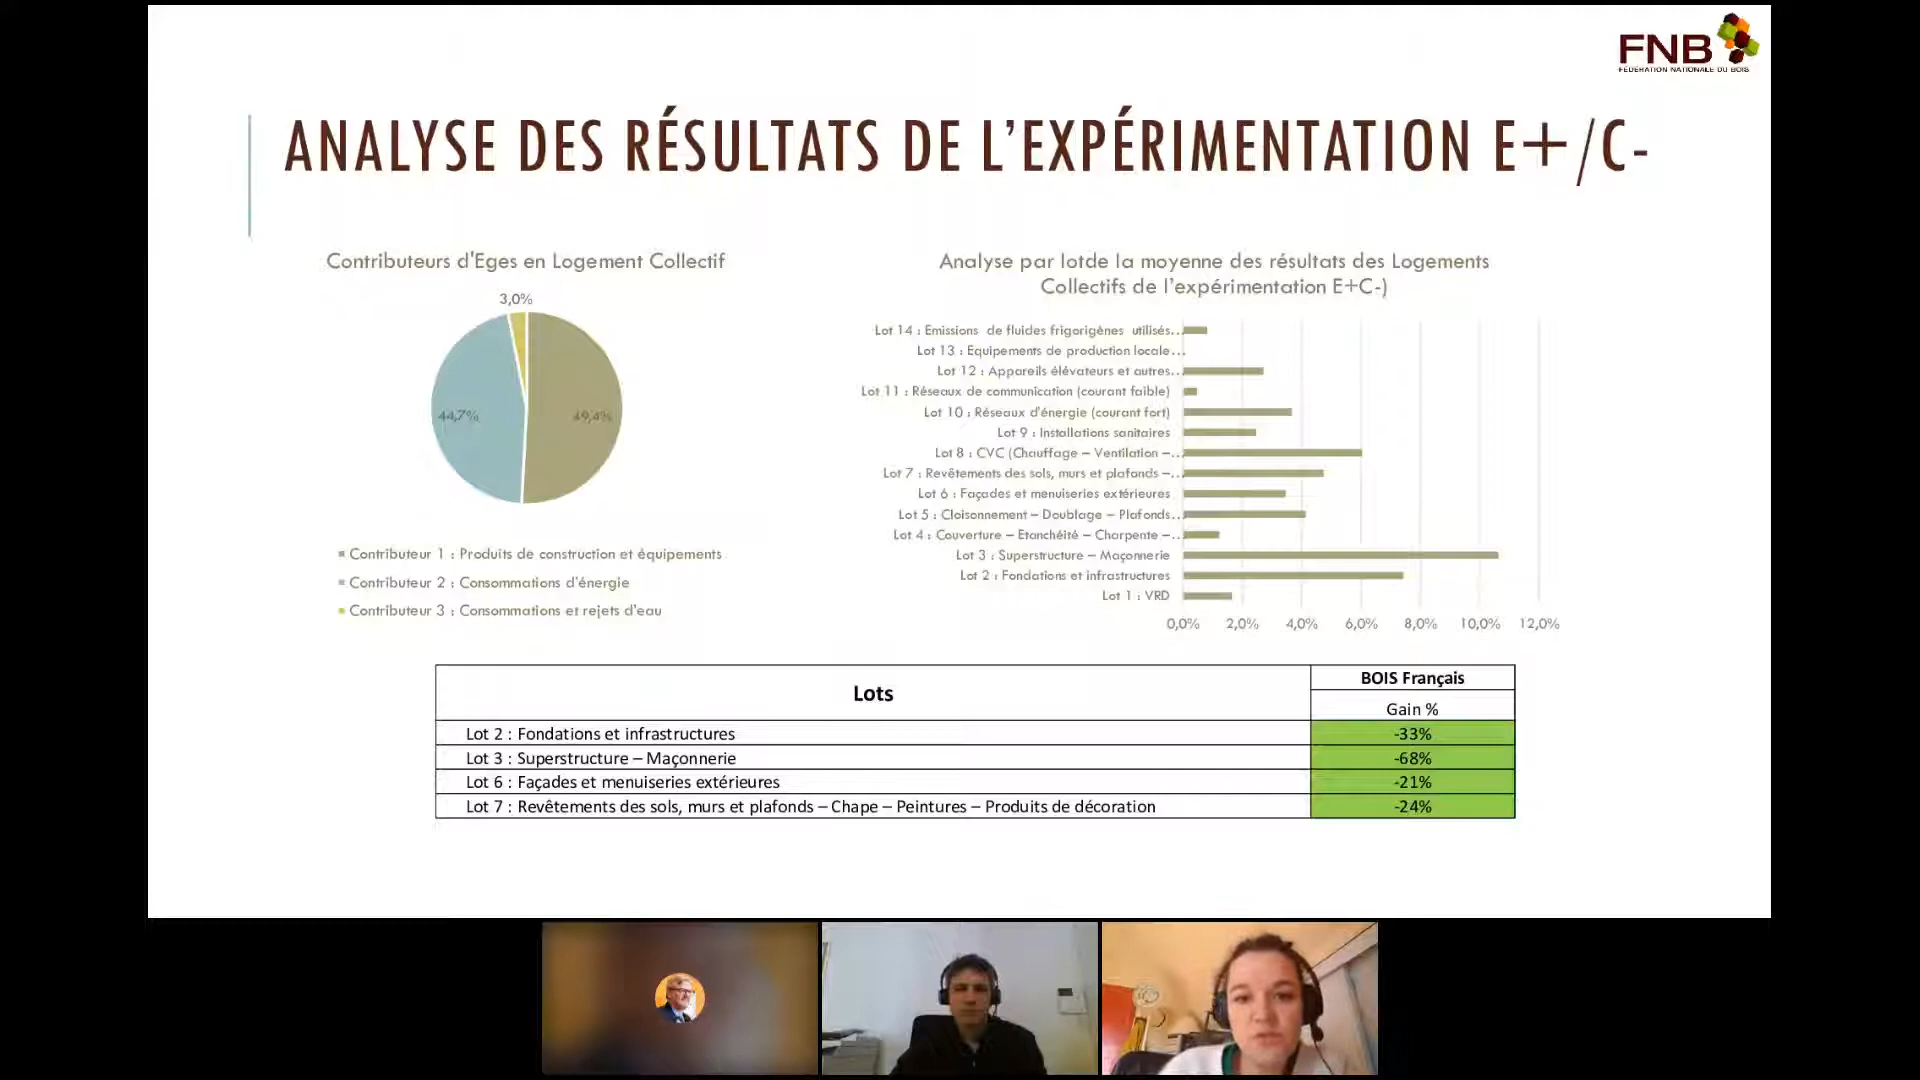 FNB
FÉDÉRATION NATIONALE DU BOIS
ANALYSE DES RÉSULTATS DE L'EXPÉRIMENTATION E+/C-
Contributeurs d'Eges en Logement Collectif
3,0%
44,7%
49,4%
Contributeur 1 : Produits de construction et équipements
Contributeur 2 : Consommations d'énergie
Contributeur 3 : Consommations et rejets d'eau
Analyse par lotde la moyenne des résultats des Logements
Collectifs de l'expérimentation E+C-)
Lot 14 : Emissions de fluides frigorigènes utilisés…
Lot 13 : Equipements de production locale…
Lot 12 : Appareils élévateurs et autres…
Lot 11 : Réseaux de communication (courant faible)
Lot 10 : Réseaux d'énergie (courant fort)
Lot 9 : Installations sanitaires
Lot 8 : CVC (Chauffage – Ventilation –…
Lot 7 : Revêtements des sols, murs et plafonds –…
Lot 6 : Façades et menuiseries extérieures
Lot 5 : Cloisonnement – Doublage – Plafonds…
Lot 4 : Couverture – Etanchéité – Charpente –…
Lot 3 : Superstructure – Maçonnerie
Lot 2 : Fondations et infrastructures
Lot 1 : VRD
0,0% 2,0% 4,0% 6,0% 8,0% 10,0% 12,0%
Lots
BOIS Français
Gain %
Lot 2 : Fondations et infrastructures -33%
Lot 3 : Superstructure – Maçonnerie -68%
Lot 6 : Façades et menuiseries extérieures -21%
Lot 7 : Revêtements des sols, murs et plafonds – Chape – Peintures – Produits de décoration -24%